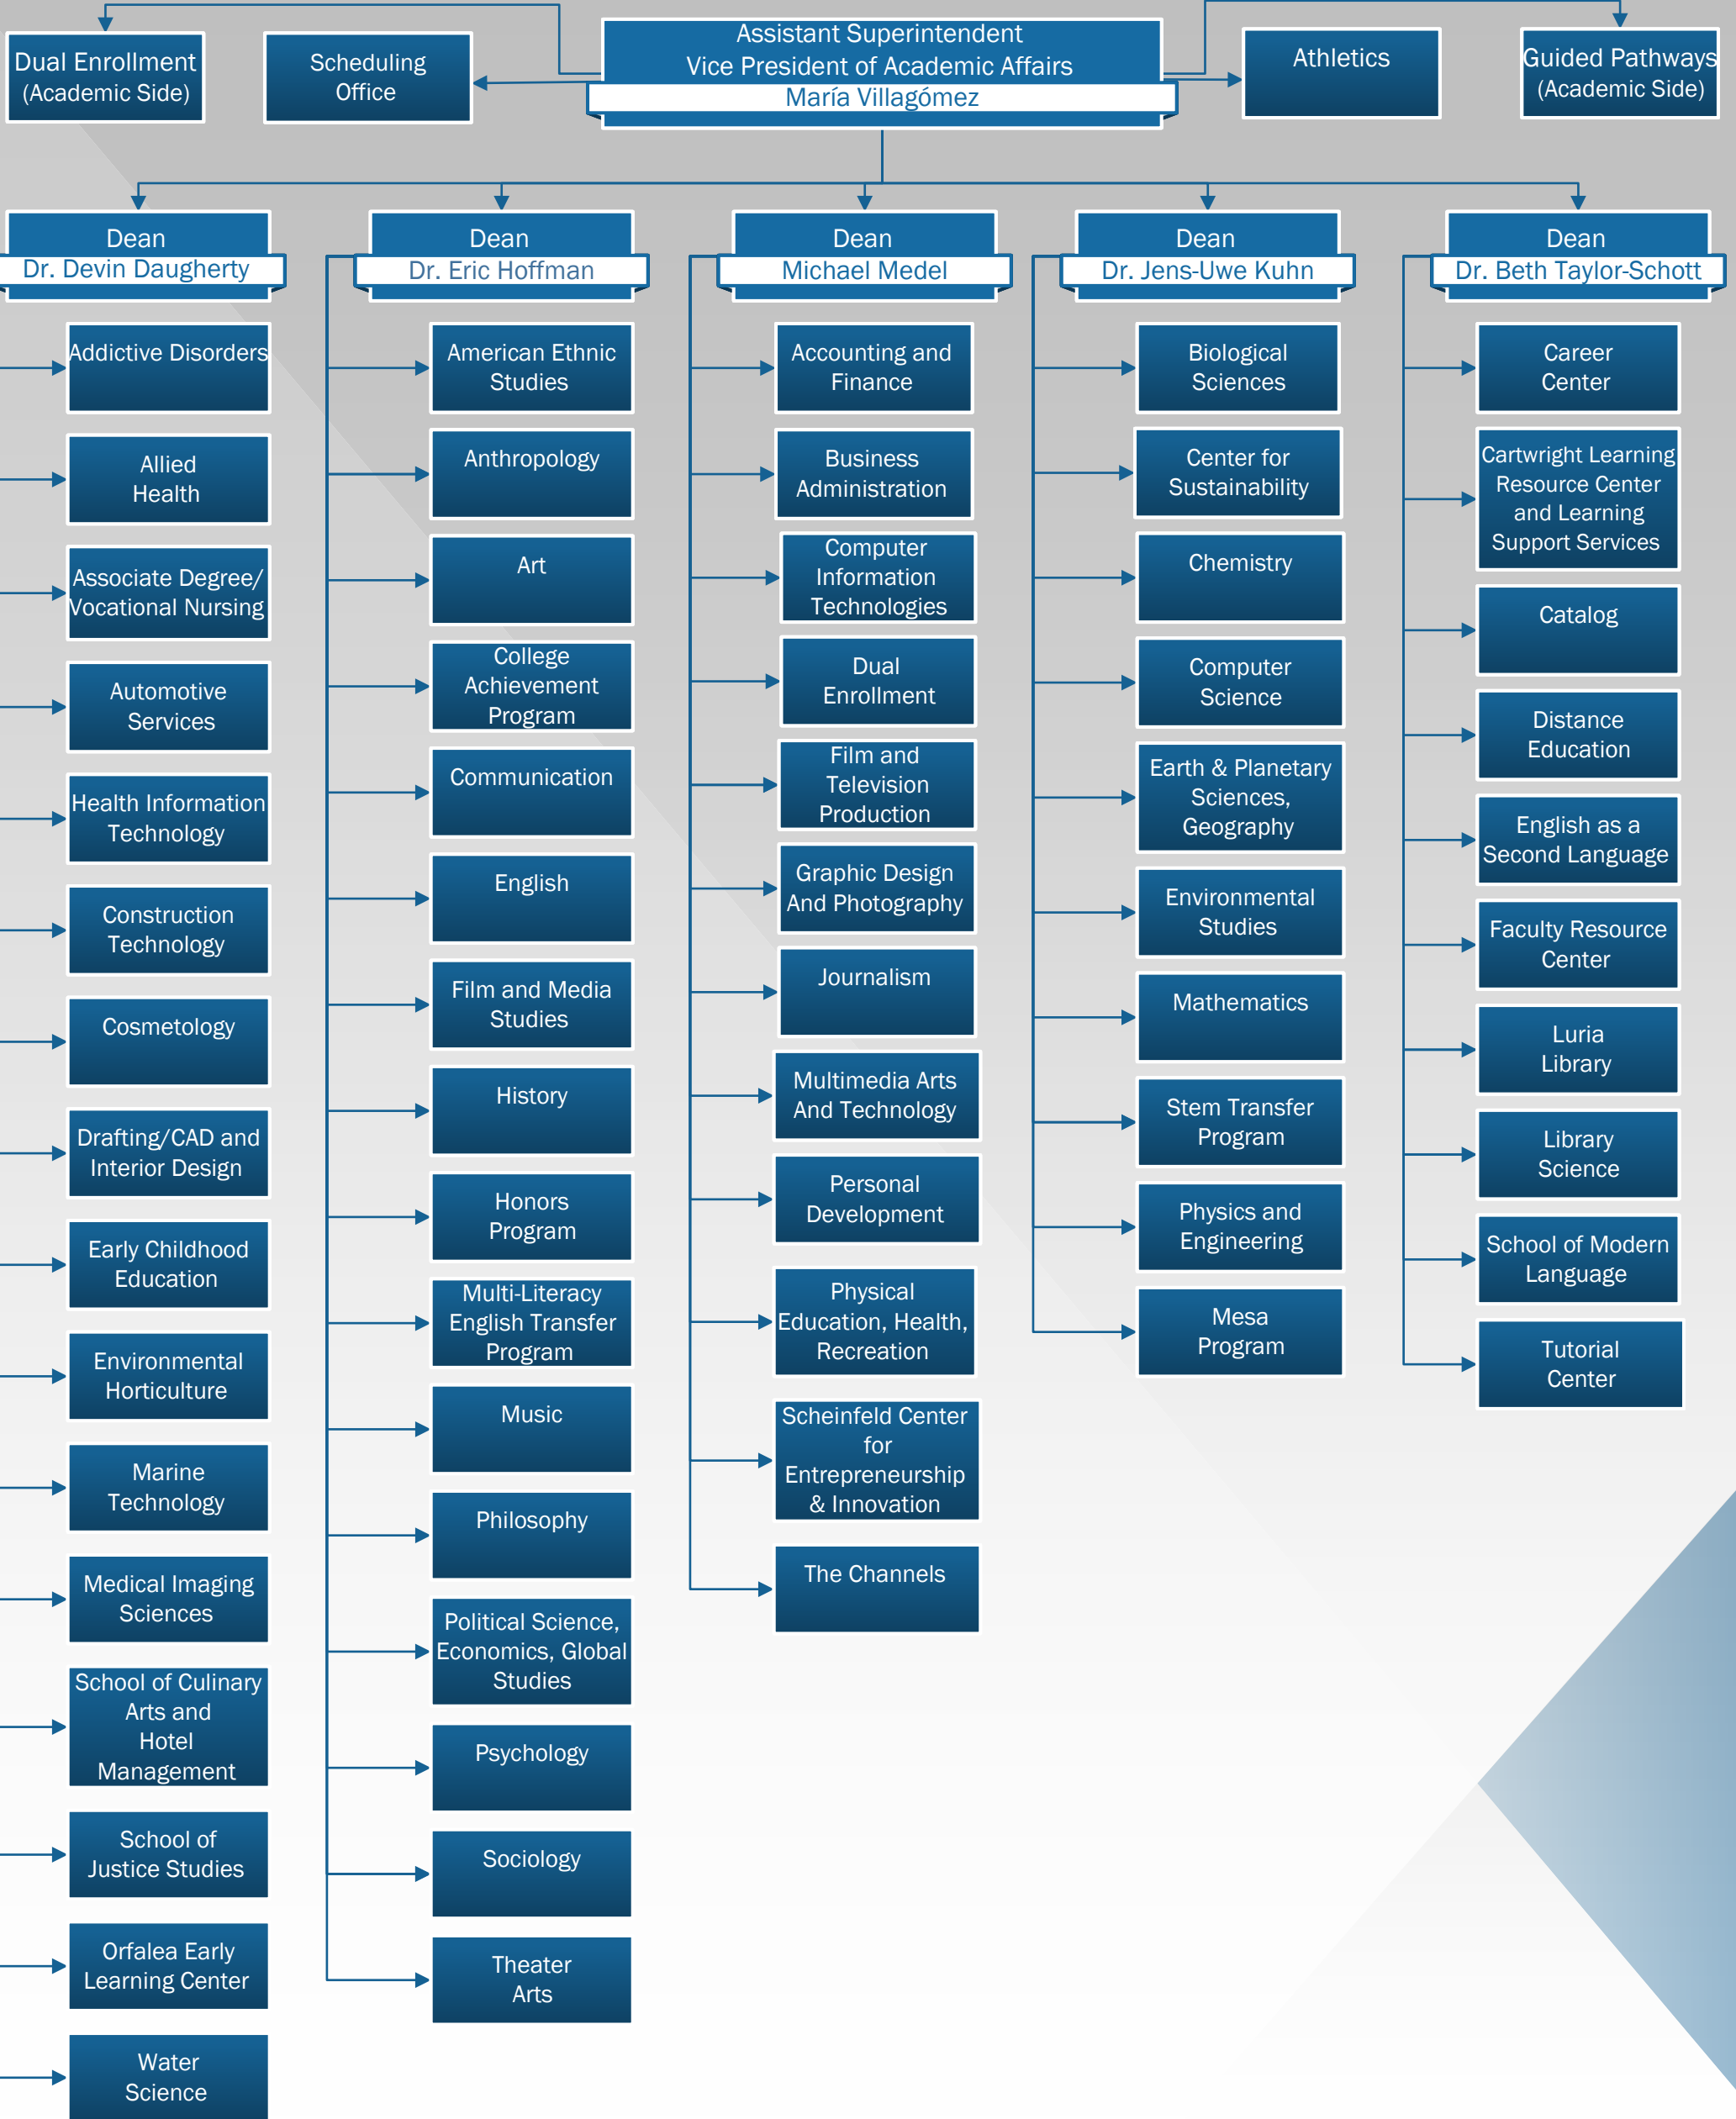 Dual Enrollment
(Academic Side)
Scheduling
Office
Assistant Superintendent
Vice President of Academic Affairs
María Villagómez
Athletics
Guided Pathways
(Academic Side)
Dean
Dr. Devin Daugherty
Addictive Disorders
Allied
Health
Associate Degree/
Vocational Nursing
Automotive
Services
Health Information
Technology
Construction
Technology
Cosmetology
Drafting/CAD and
Interior Design
Early Childhood
Education
Environmental
Horticulture
Marine
Technology
Medical Imaging
Sciences
School of Culinary
Arts and
Hotel
Management
School of
Justice Studies
Orfalea Early
Learning Center
Water
Science
Dean
Dr. Eric Hoffman
American Ethnic
Studies
Anthropology
Art
College
Achievement
Program
Communication
English
Film and Media
Studies
History
Honors
Program
Multi-Literacy
English Transfer
Program
Music
Philosophy
Political Science,
Economics, Global
Studies
Psychology
Sociology
Theater
Arts
Dean
Michael Medel
Accounting and
Finance
Business
Administration
Computer
Information
Technologies
Dual
Enrollment
Film and
Television
Production
Graphic Design
And Photography
Journalism
Multimedia Arts
And Technology
Personal
Development
Physical
Education, Health,
Recreation
Scheinfeld Center
for
Entrepreneurship
& Innovation
The Channels
Dean
Dr. Jens-Uwe Kuhn
Biological
Sciences
Center for
Sustainability
Chemistry
Computer
Science
Earth & Planetary
Sciences,
Geography
Environmental
Studies
Mathematics
Stem Transfer
Program
Physics and
Engineering
Mesa
Program
Dean
Dr. Beth Taylor-Schott
Career
Center
Cartwright Learning
Resource Center
and Learning
Support Services
Catalog
Distance
Education
English as a
Second Language
Faculty Resource
Center
Luria
Library
Library
Science
School of Modern
Language
Tutorial
Center